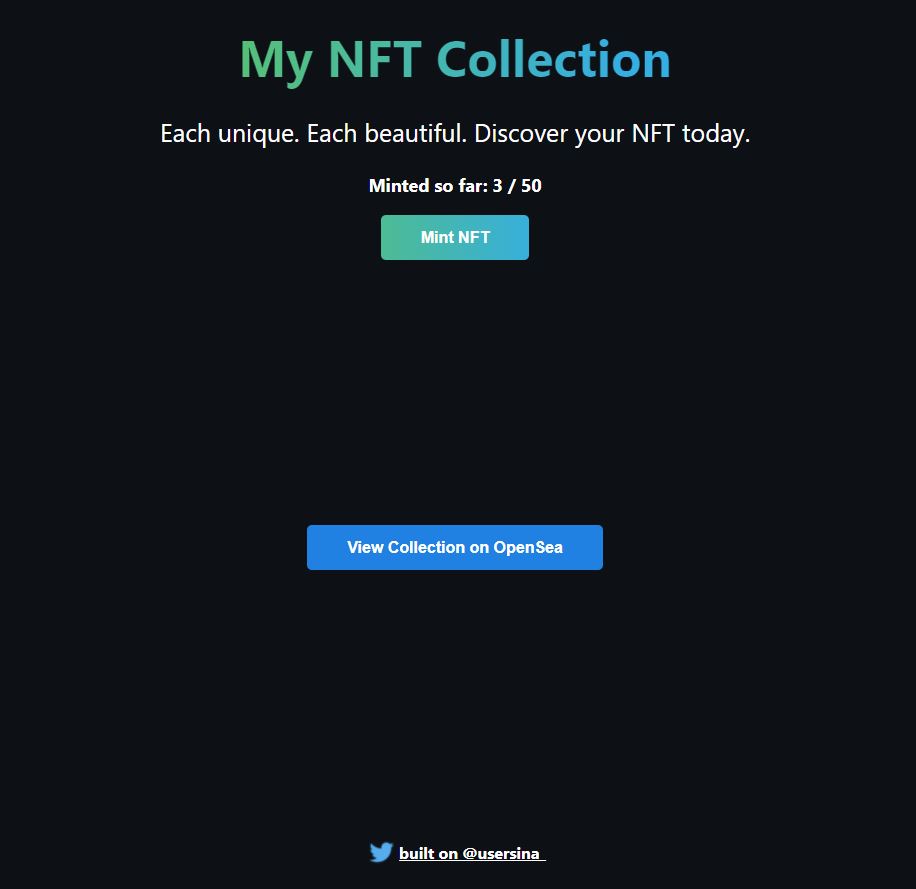 My NFT Collection
Each unique. Each beautiful. Discover your NFT today.
Minted so far: 3 / 50
Mint NFT
View Collection on OpenSea
built on @usersina